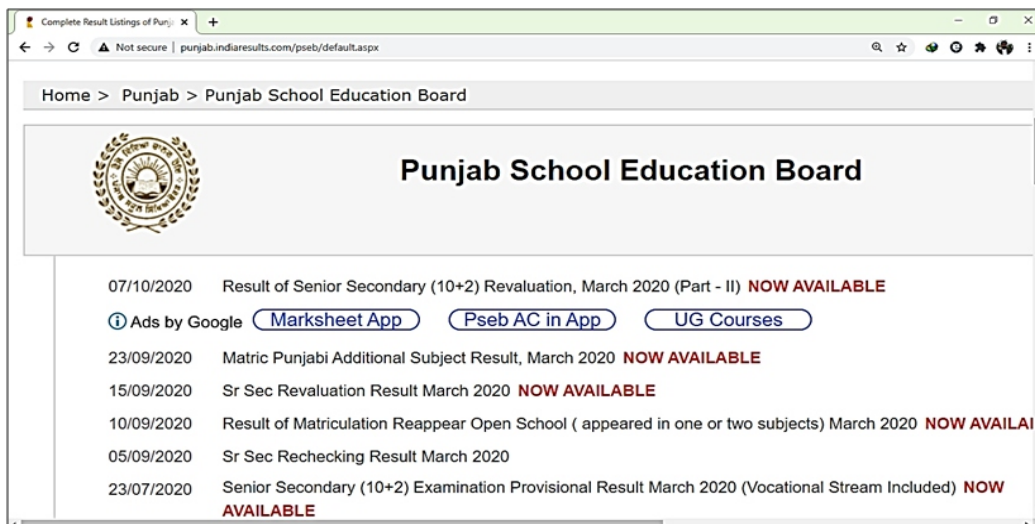 Complete Result Listings of Punj
Not secure | punjab.indiaresults.com/pseb/default.aspx
Home > Punjab > Punjab School Education Board
Punjab School Education Board
07/10/2020 Result of Senior Secondary (10+2) Revaluation, March 2020 (Part - II) NOW AVAILABLE
Ads by Google Marksheet App Pseb AC in App UG Courses
23/09/2020 Matric Punjabi Additional Subject Result, March 2020 NOW AVAILABLE
15/09/2020 Sr Sec Revaluation Result March 2020 NOW AVAILABLE
10/09/2020 Result of Matriculation Reappear Open School ( appeared in one or two subjects) March 2020 NOW AVAILA
05/09/2020 Sr Sec Rechecking Result March 2020
23/07/2020 Senior Secondary (10+2) Examination Provisional Result March 2020 (Vocational Stream Included) NOW
AVAILABLE